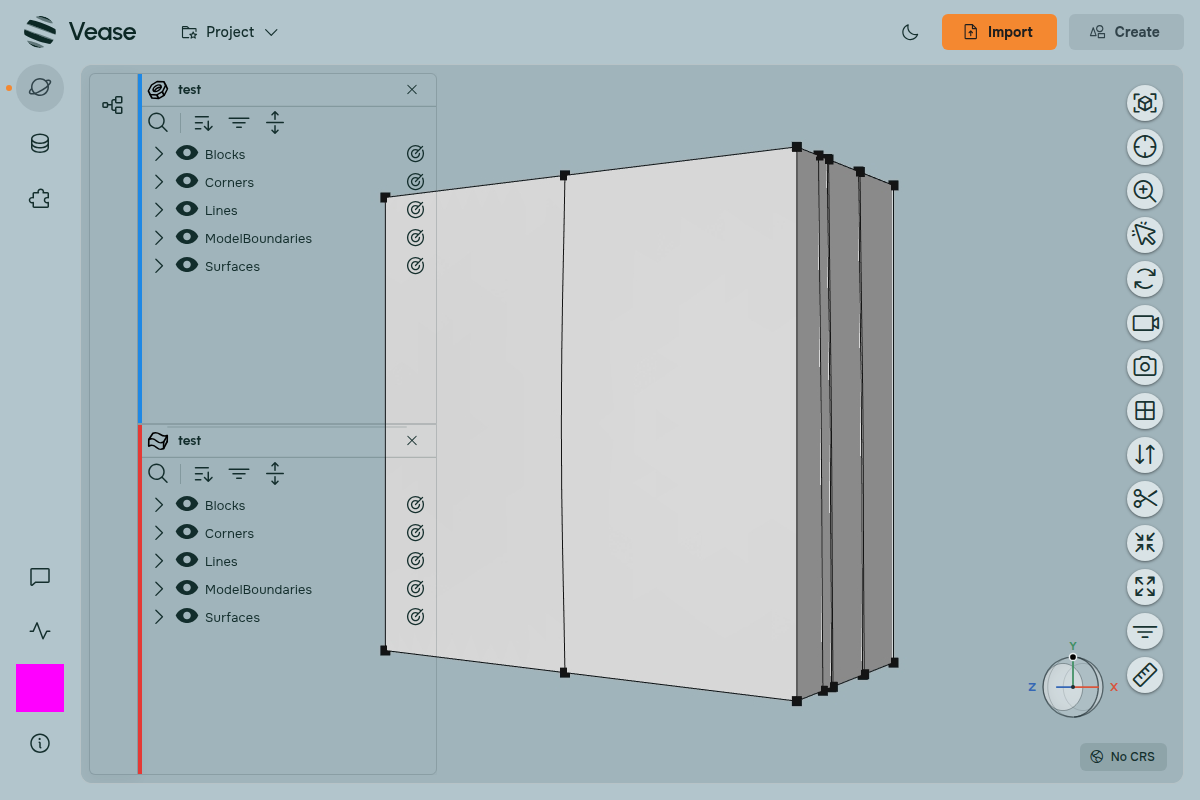 Vease
Project
Import
Create
test
Blocks
Corners
Lines
ModelBoundaries
Surfaces
test
Blocks
Corners
Lines
ModelBoundaries
Surfaces
Y
Z
X
No CRS